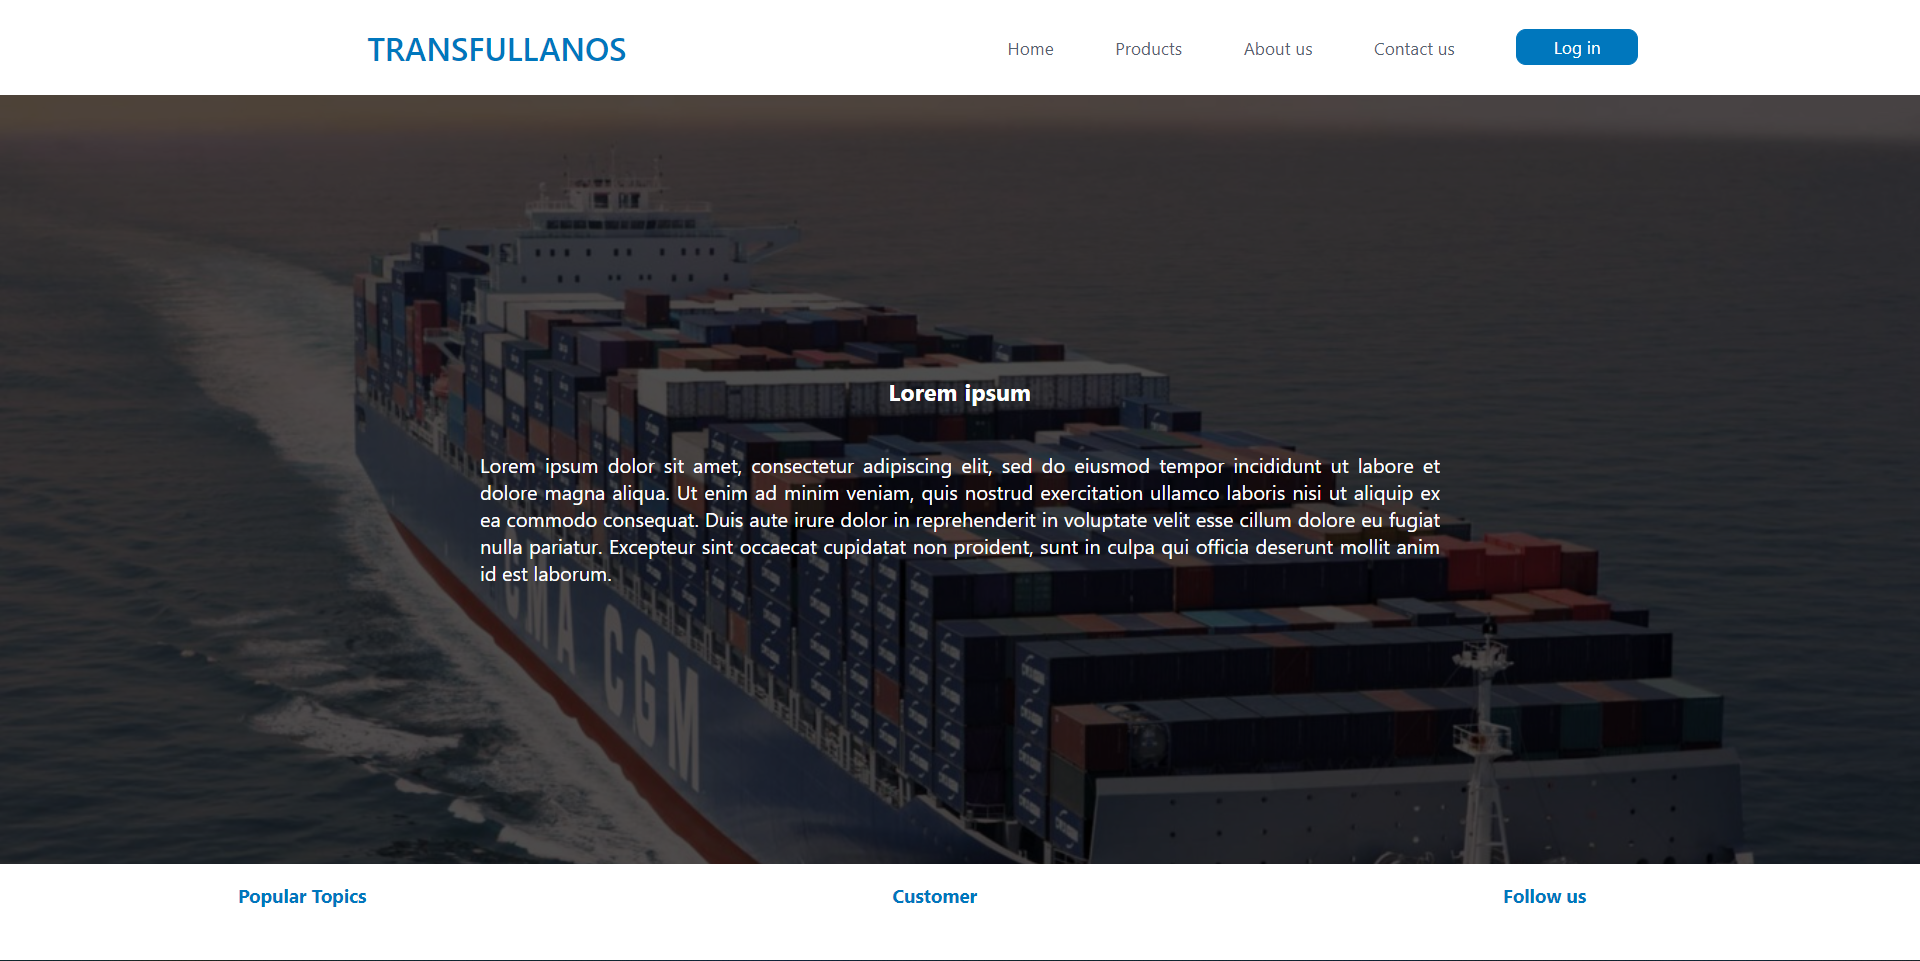 TRANSFULLANOS
Home
Products
About us
Contact us
Log in
Lorem ipsum
Lorem ipsum dolor sit amet, consectetur adipiscing elit, sed do eiusmod tempor incididunt ut labore et
dolore magna aliqua. Ut enim ad minim veniam, quis nostrud exercitation ullamco laboris nisi ut aliquip ex
ea commodo consequat. Duis aute irure dolor in reprehenderit in voluptate velit esse cillum dolore eu fugiat
nulla pariatur. Excepteur sint occaecat cupidatat non proident, sunt in culpa qui officia deserunt mollit anim
id est laborum.
CMA CGM
Popular Topics
Customer
Follow us